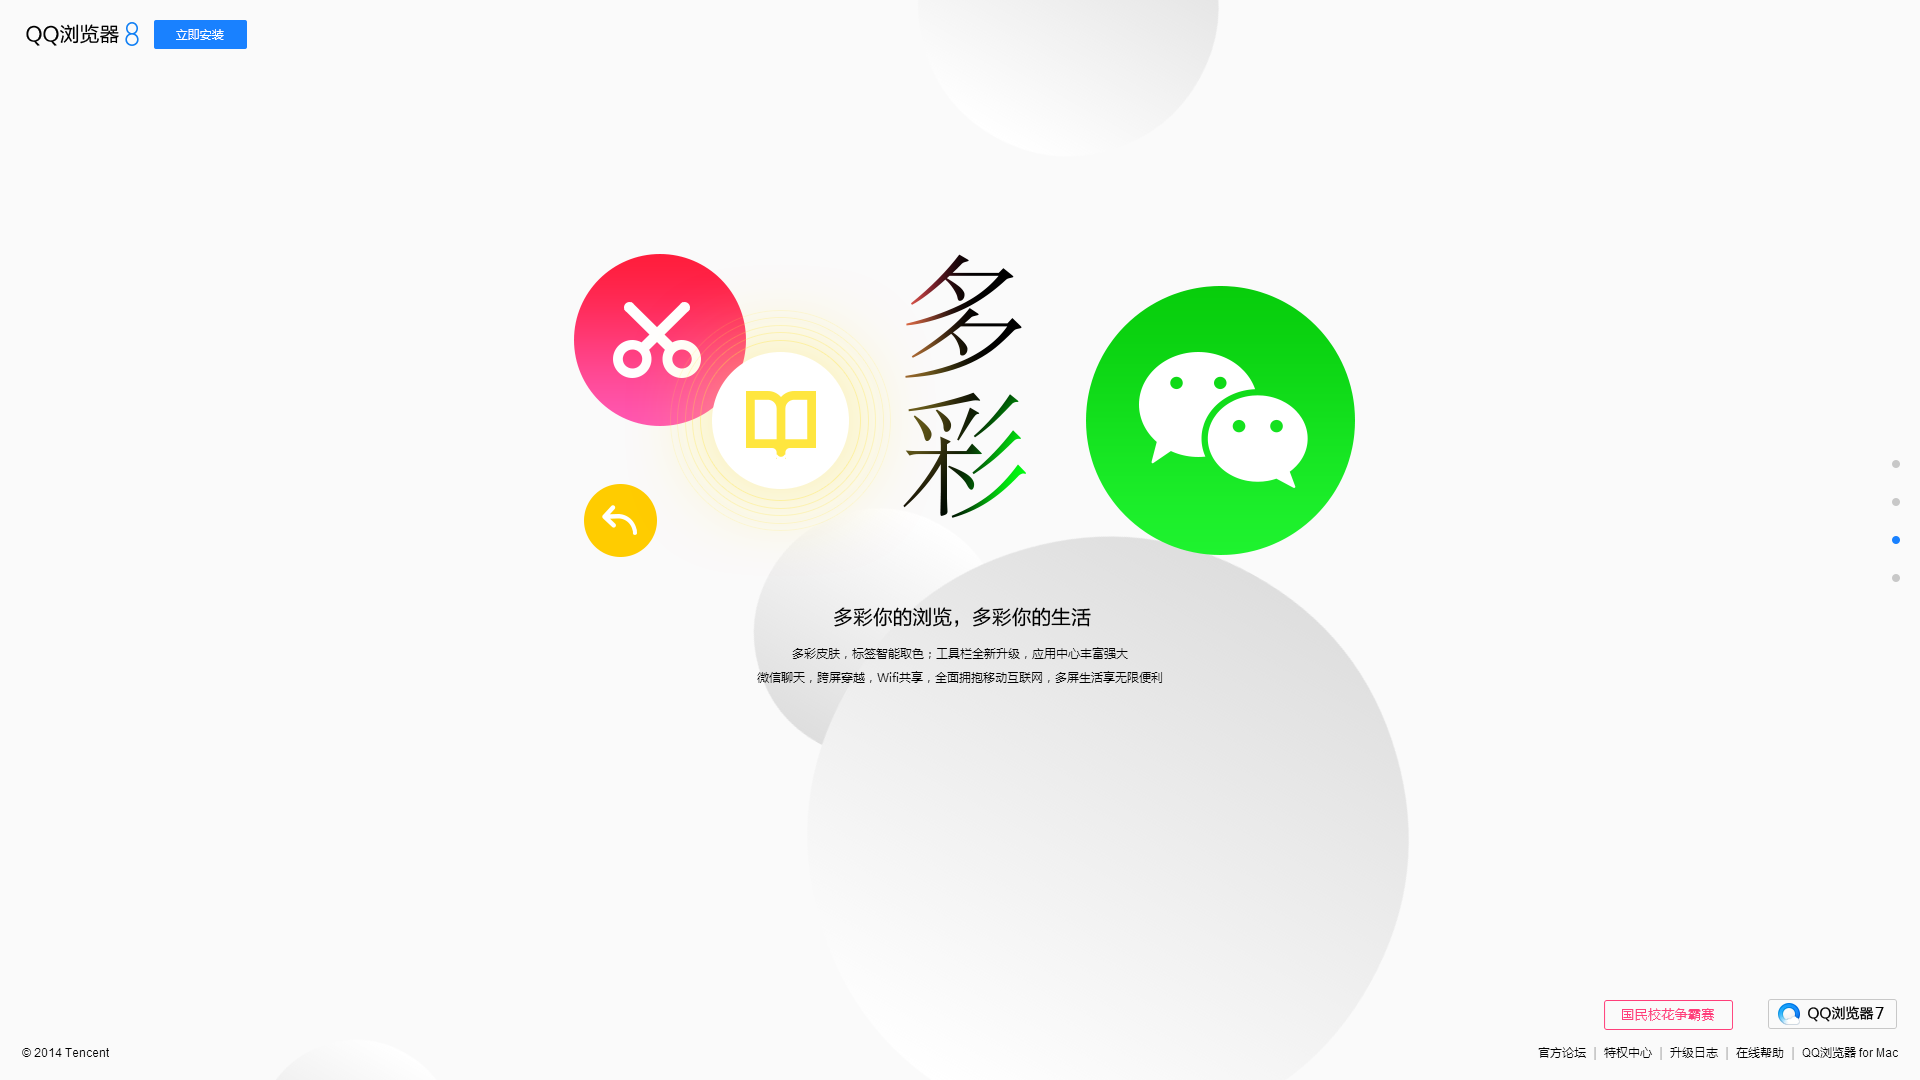 QQ浏览器 8
立即安装
多彩
多彩你的浏览，多彩你的生活
多彩皮肤，标签智能取色；工具栏全新升级，应用中心丰富强大
微信聊天，跨屏穿越，Wifi共享，全面拥抱移动互联网，多屏生活享无限便利
国民校花争霸赛
QQ浏览器7
© 2014 Tencent
官方论坛 | 特权中心 | 升级日志 | 在线帮助 | QQ浏览器 for Mac